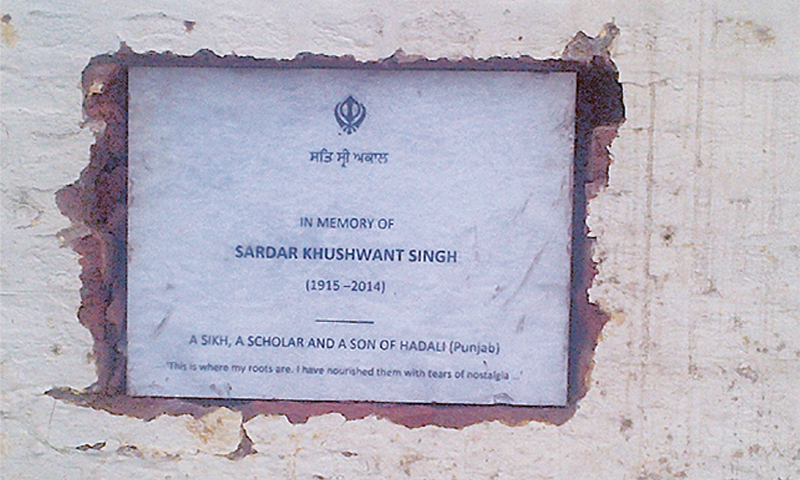 ਸਤਿ ਸ੍ਰੀ ਅਕਾਲ
IN MEMORY OF
SARDAR KHUSHWANT SINGH
(1915 –2014)
A SIKH, A SCHOLAR AND A SON OF HADALI (Punjab)
'This is where my roots are. I have nourished them with tears of nostalgia ...'